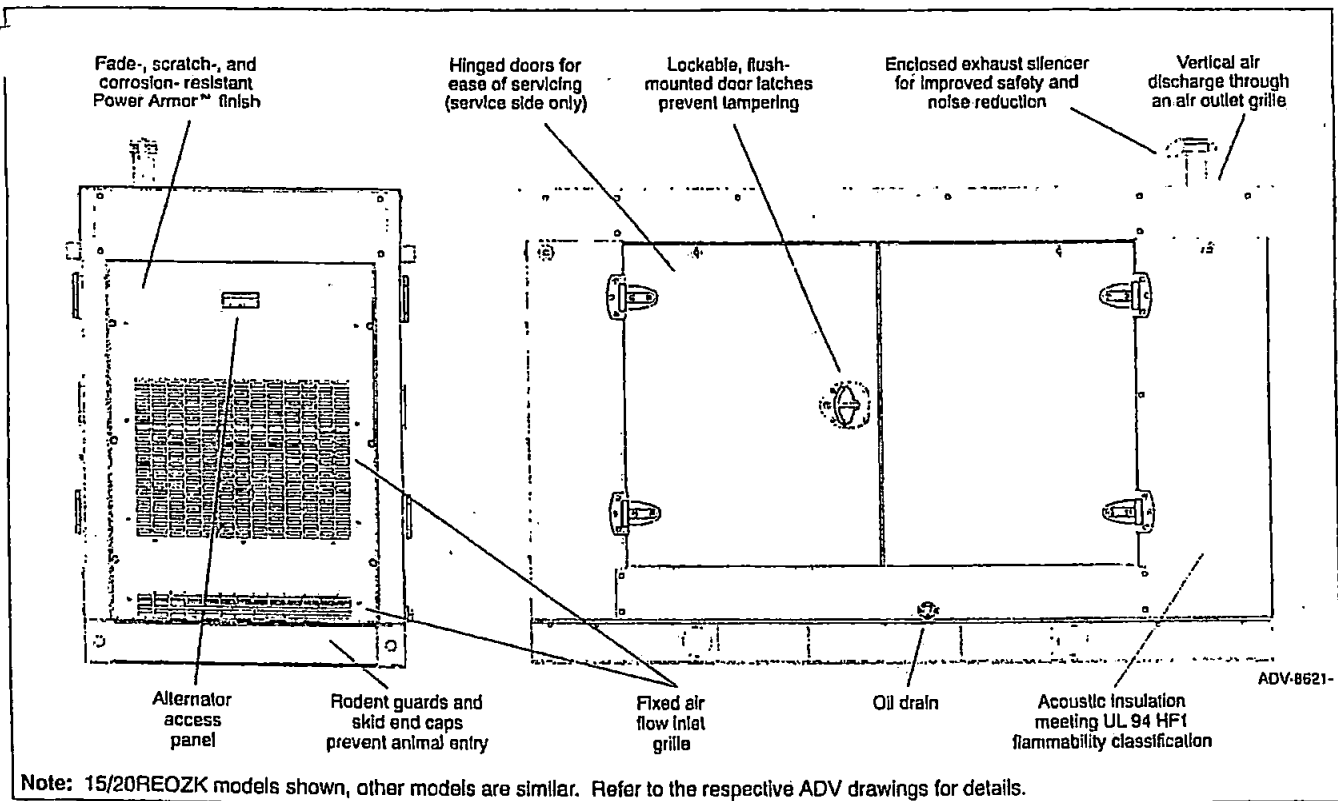 Fade-, scratch-, and
corrosion- resistant
Power Armor™ finish
Hinged doors for
ease of servicing
(service side only)
Lockable, flush-
mounted door latches
prevent tampering
Enclosed exhaust silencer
for improved safety and
noise reduction
Vertical air
discharge through
an air outlet grille
ADV-8621-
Alternator
access
panel
Rodent guards and
skid end caps
prevent animal entry
Fixed air
flow inlet
grille
Oil drain
Acoustic insulation
meeting UL 94 HF1
flammability classification
Note: 15/20REOZK models shown, other models are similar. Refer to the respective ADV drawings for details.